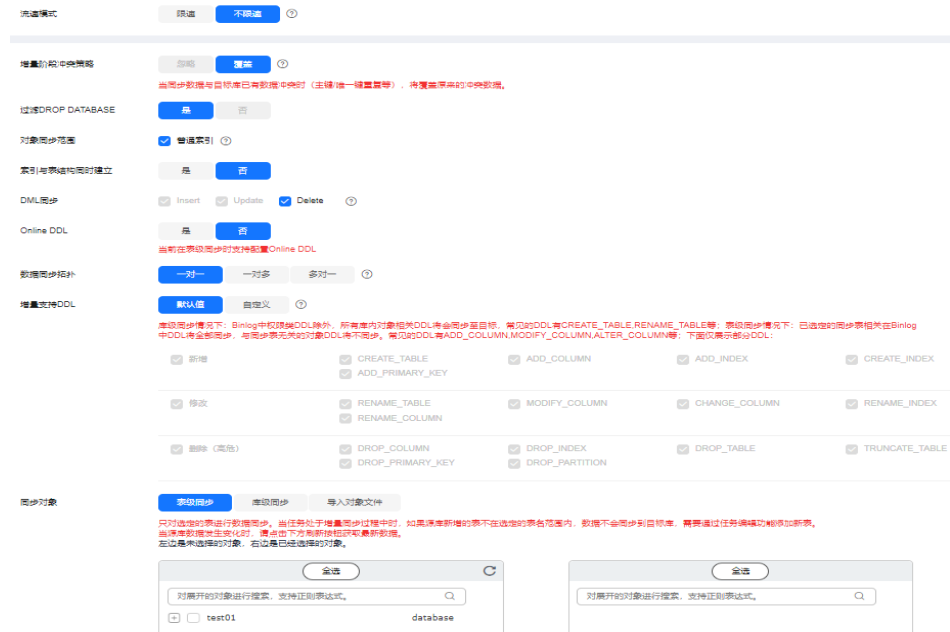 流速模式 限速 不限速
增量阶段冲突策略 忽略 覆盖
当同步数据与目标库已有数据冲突时（主键/唯一键重复等），将覆盖原来的冲突数据。
过滤DROP DATABASE 是 否
对象同步范围 普通索引
索引与表结构同时建立 是 否
DML同步 Insert Update Delete
Online DDL 是 否
当前在表级同步时支持配置Online DDL
数据同步拓扑 一对一 一对多 多对一
增量支持DDL 默认值 自定义
库级同步情况下：Binlog中权限类DDL除外，所有库内对象相关DDL将会同步至目标，常见的DDL有CREATE_TABLE,RENAME_TABLE等；表级同步情况下：已选定的同步表相关在Binlog
中DDL将全部同步，与同步表无关的对象DDL将不同步。常见的DDL有ADD_COLUMN,MODIFY_COLUMN,ALTER_COLUMN等；下面仅展示部分DDL：
新增 CREATE_TABLE ADD_COLUMN ADD_INDEX CREATE_INDEX
ADD_PRIMARY_KEY
修改 RENAME_TABLE MODIFY_COLUMN CHANGE_COLUMN RENAME_INDEX
RENAME_COLUMN
删除（高危） DROP_COLUMN DROP_INDEX DROP_TABLE TRUNCATE_TABLE
DROP_PRIMARY_KEY DROP_PARTITION
同步对象 表级同步 库级同步 导入对象文件
只对选定的表进行数据同步。当任务处于增量同步过程中时，如果源库新增的表不在选定的表名范围内，数据不会同步到目标库，需要通过任务编辑功能添加新表。
当源库数据发生变化时，请点击下方刷新按钮获取最新数据。
左边是未选择的对象，右边是已经选择的对象。
全选 全选
对展开的对象进行搜索，支持正则表达式。 对展开的对象进行搜索，支持正则表达式。
test01 database